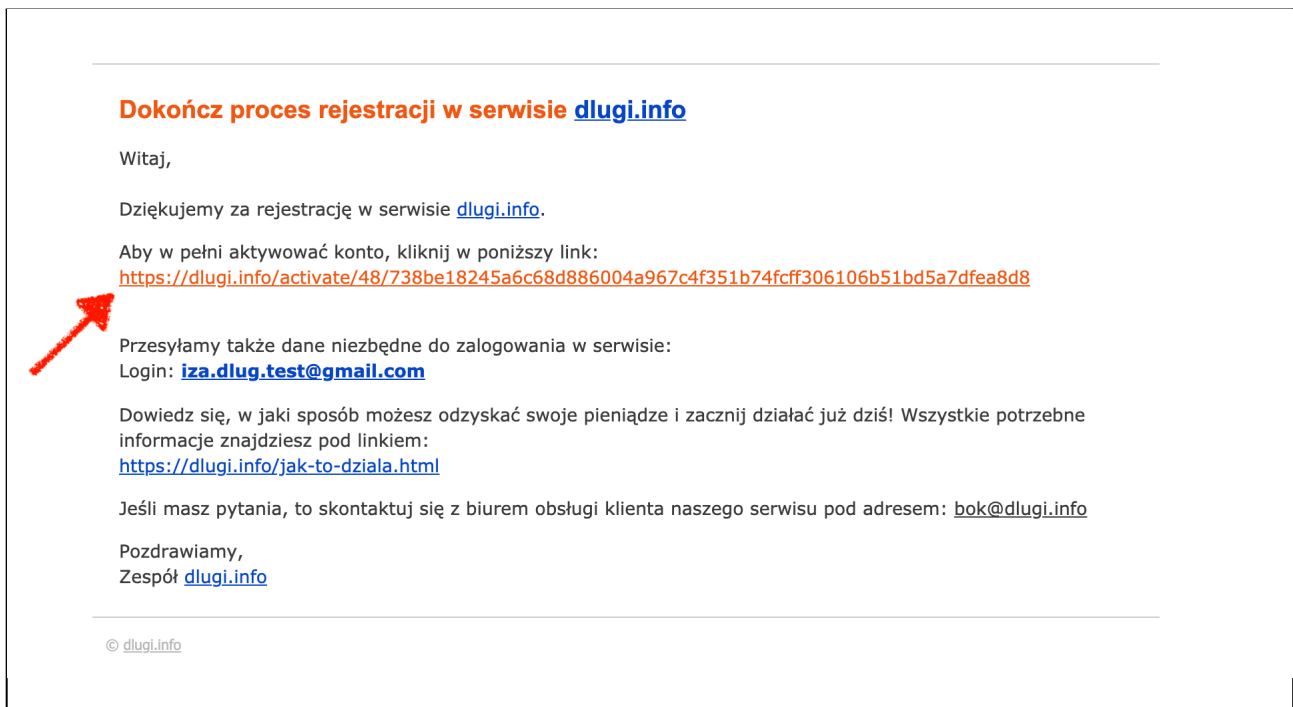 Dokończ proces rejestracji w serwisie dlugi.info
Witaj,
Dziękujemy za rejestrację w serwisie dlugi.info.
Aby w pełni aktywować konto, kliknij w poniższy link:
https://dlugi.info/activate/48/738be18245a6c68d886004a967c4f351b74fcff306106b51bd5a7dfea8d8
Przesyłamy także dane niezbędne do zalogowania w serwisie:
Login: iza.dlug.test@gmail.com
Dowiedz się, w jaki sposób możesz odzyskać swoje pieniądze i zacznij działać już dziś! Wszystkie potrzebne
informacje znajdziesz pod linkiem:
https://dlugi.info/jak-to-dziala.html
Jeśli masz pytania, to skontaktuj się z biurem obsługi klienta naszego serwisu pod adresem: bok@dlugi.info
Pozdrawiamy,
Zespół dlugi.info
© dlugi.info